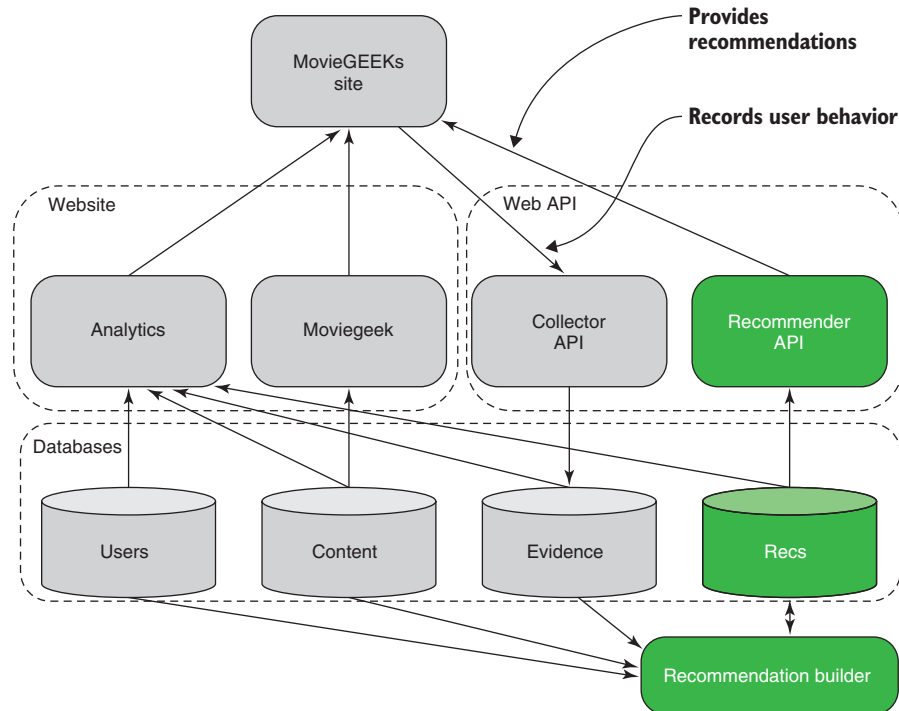 Provides
recommendations
MovieGEEKs
site
Records user behavior
Website
Web API
Analytics
Moviegeek
Collector
API
Recommender
API
Databases
Users
Content
Evidence
Recs
Recommendation builder